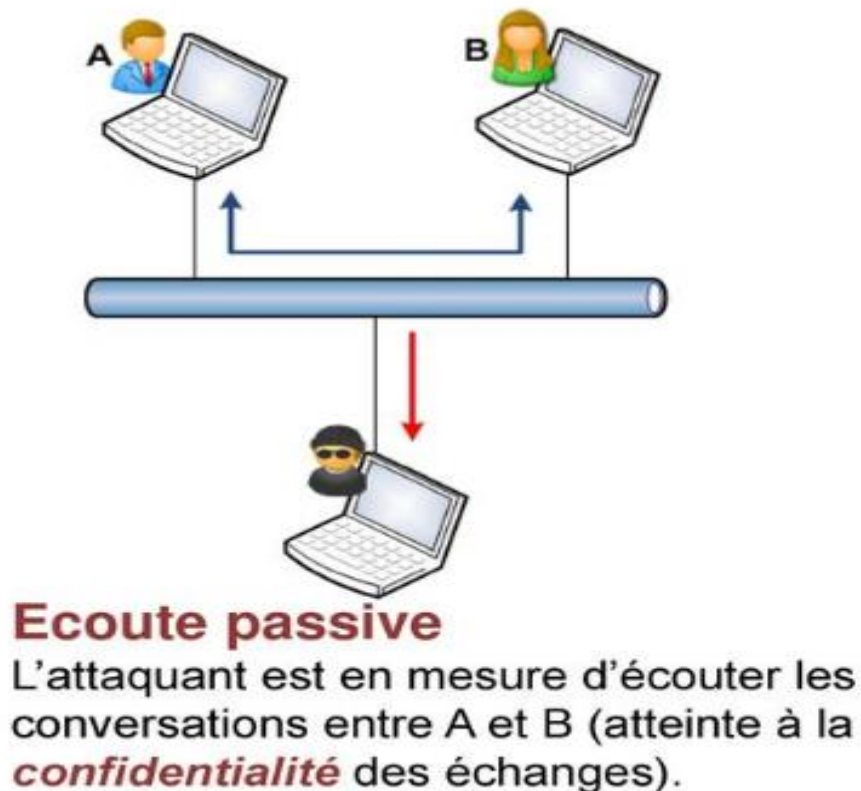 A
B
Ecoute passive
L'attaquant est en mesure d'écouter les
conversations entre A et B (atteinte à la
confidentialité des échanges).